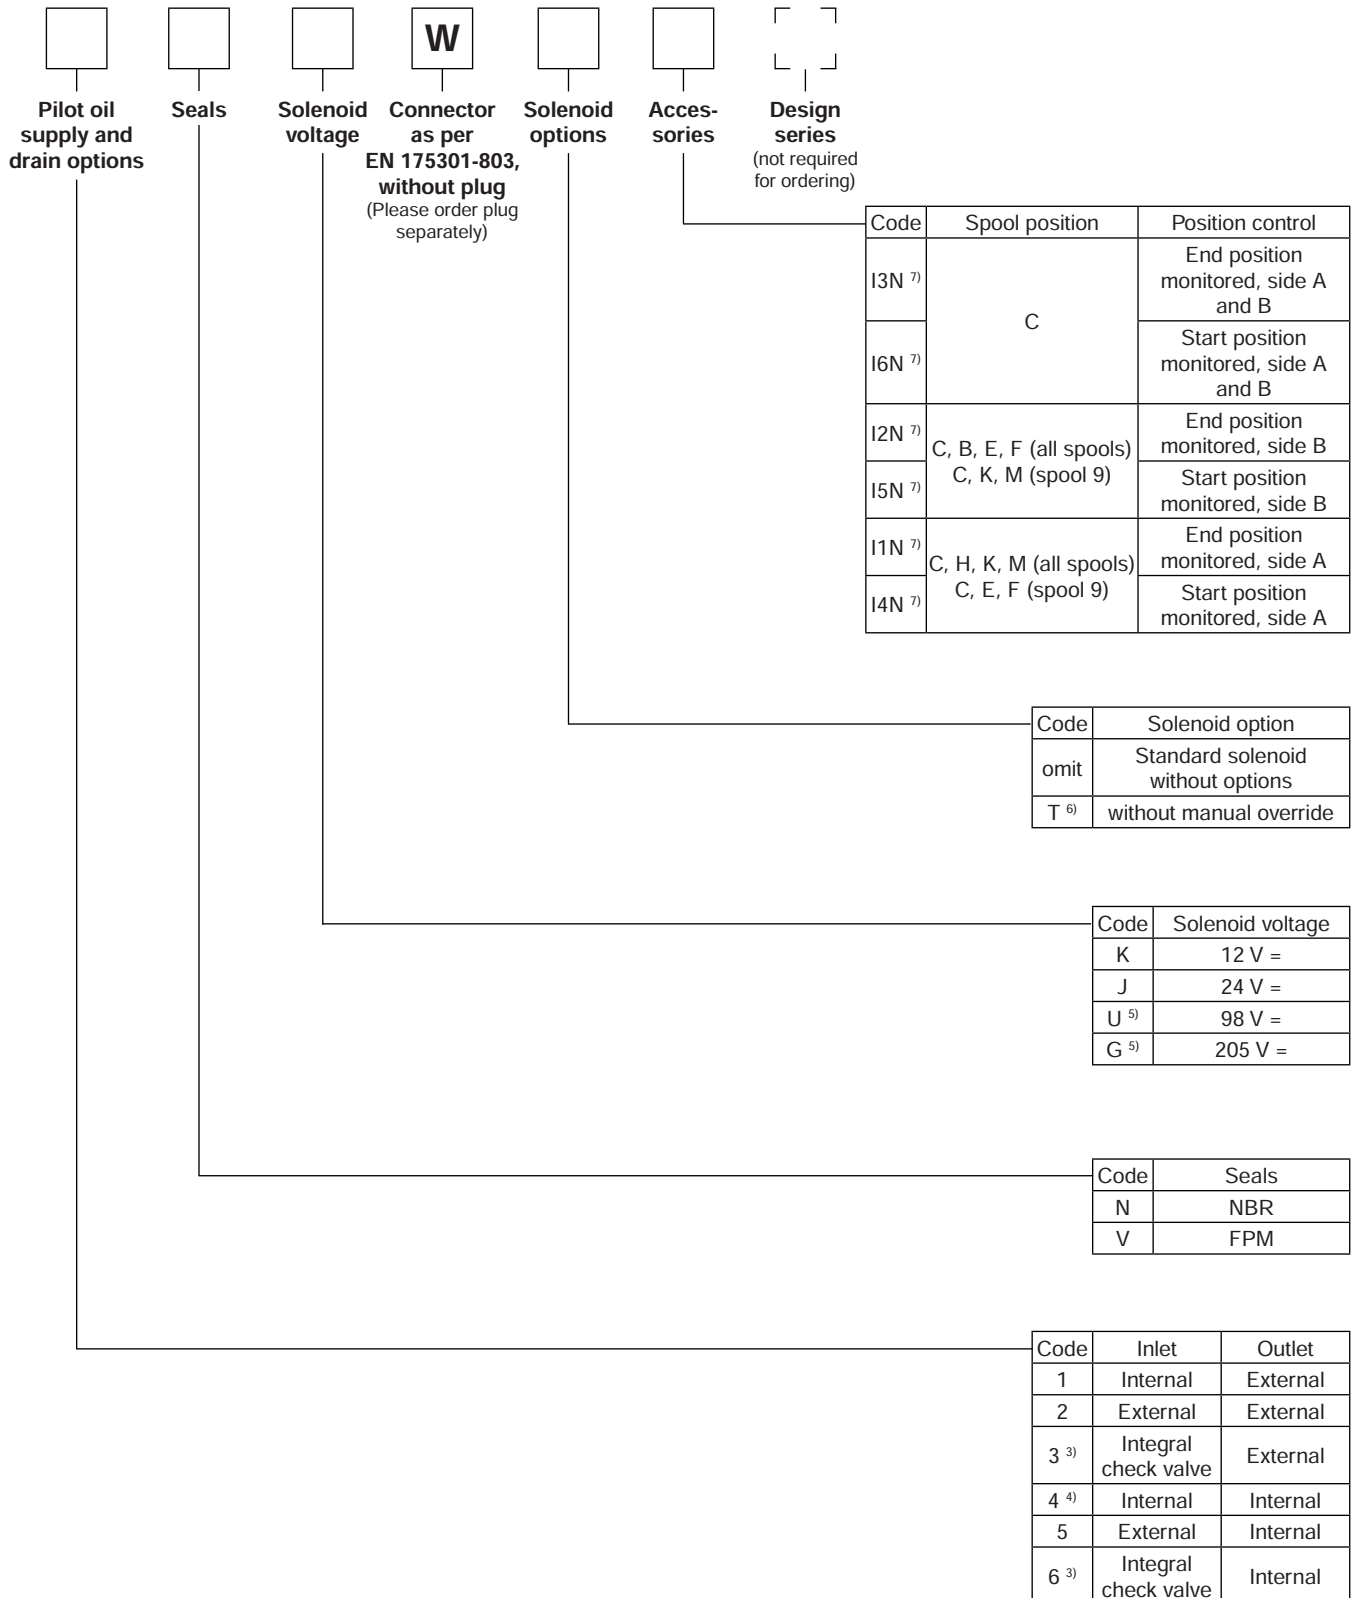 W
Pilot oil
supply and
drain options
Seals
Solenoid
voltage
Connector
as per
EN 175301-803,
without plug
(Please order plug
separately)
Solenoid
options
Acces-
sories
Design
series
(not required
for ordering)
Code Spool position Position control
I3N 7) C End position
monitored, side A
and B
I6N 7) Start position
monitored, side A
and B
I2N 7) C, B, E, F (all spools)
C, K, M (spool 9)
End position
monitored, side B
I5N 7) Start position
monitored, side B
I1N 7) C, H, K, M (all spools)
C, E, F (spool 9)
End position
monitored, side A
I4N 7) Start position
monitored, side A
Code Solenoid option
omit Standard solenoid
without options
T 6) without manual override
Code Solenoid voltage
K 12 V =
J 24 V =
U 5) 98 V =
G 5) 205 V =
Code Seals
N NBR
V FPM
Code Inlet Outlet
1 Internal External
2 External External
3 3) Integral
check valve External
4 4) Internal Internal
5 External Internal
6 3) Integral
check valve Internal